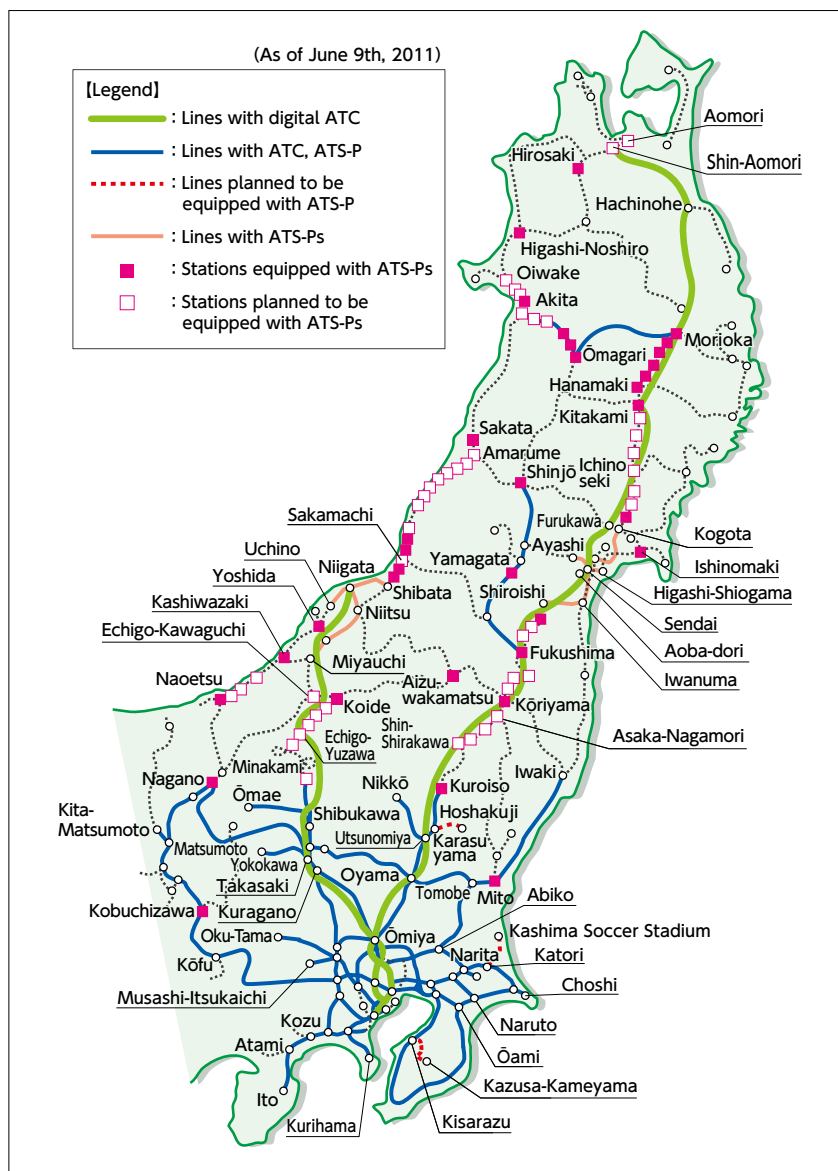 (As of June 9th, 2011)
【Legend】
: Lines with digital ATC
: Lines with ATC, ATS-P
: Lines planned to be
equipped with ATS-P
: Lines with ATS-Ps
: Stations equipped with ATS-Ps
: Stations planned to be
equipped with ATS-Ps
Aomori
Shin-Aomori
Hirosaki
Hachinohe
Higashi-Noshiro
Oiwake
Akita
Morioka
Ōmagari
Hanamaki
Kitakami
Sakata
Amarume
Shinjō
Ichino
seki
Sakamachi
Furukawa
Kogota
Uchino
Niigata
Yamagata
Ayashi
Ishinomaki
Yoshida
Shibata
Shiroishi
Higashi-Shiogama
Kashiwazaki
Niitsu
Sendai
Echigo-Kawaguchi
Aoba-dori
Miyauchi
Fukushima
Iwanuma
Naoetsu
Aizu-
wakamatsu
Koide
Kōriyama
Echigo-
Yuzawa
Shin-
Shirakawa
Asaka-Nagamori
Minakami
Iwaki
Nagano
Nikkō
Kuroiso
Ōmae
Hoshakuji
Kita-
Matsumoto
Shibukawa
Utsunomiya
Karasu
yama
Matsumoto
Yokokawa
Oyama
Takasaki
Tomobe
Mito
Abiko
Kobuchizawa
Kuragano
Kashima Soccer Stadium
Oku-Tama
Ōmiya
Narita
Katori
Kōfu
Musashi-Itsukaichi
Choshi
Naruto
Kozu
Ōami
Atami
Kazusa-Kameyama
Ito
Kurihama
Kisarazu